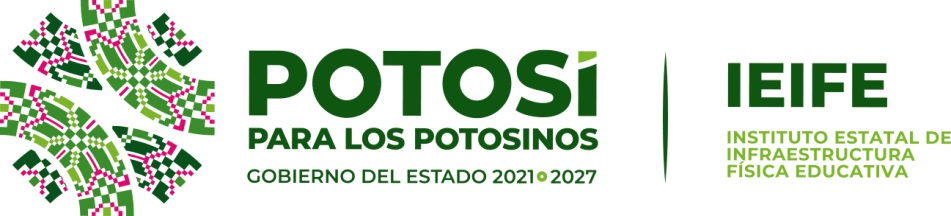 POTOSÍ
PARA LOS POTOSINOS
GOBIERNO DEL ESTADO 2021 2027
IEIFE
INSTITUTO ESTATAL DE
INFRAESTRUCTURA
FÍSICA EDUCATIVA